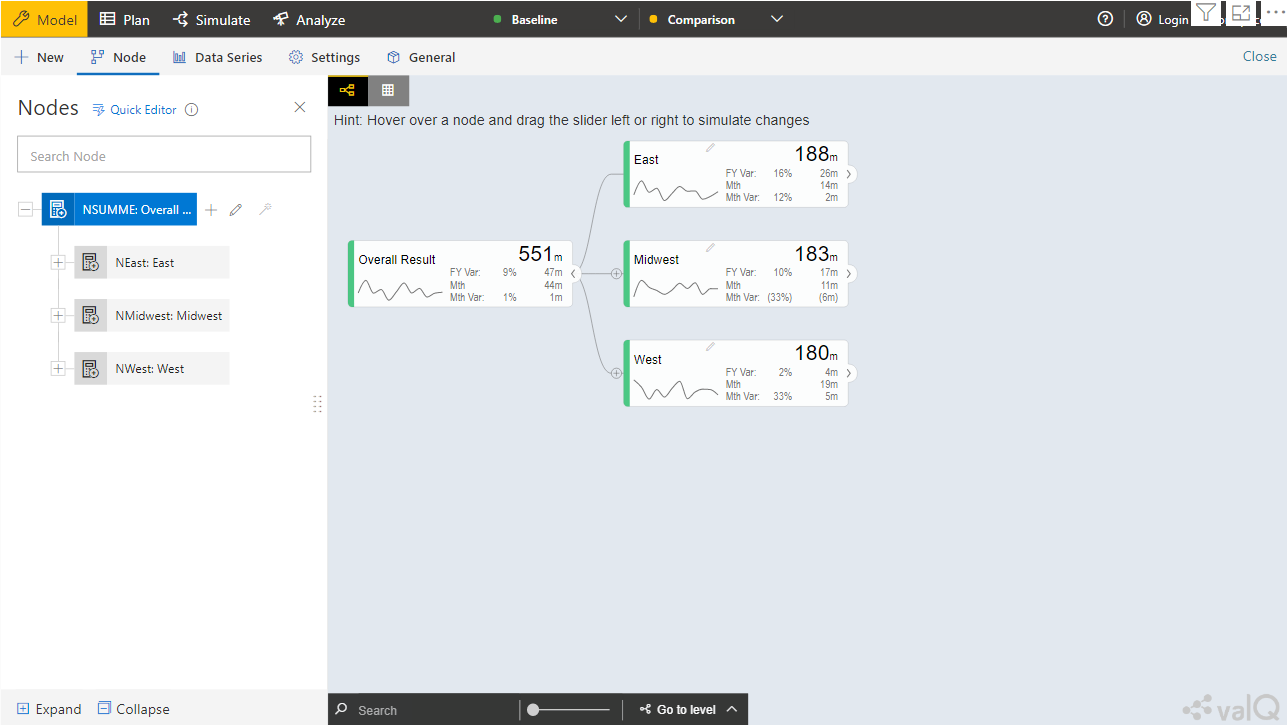 Model Plan Simulate Analyze Baseline Comparison Login
New Node Data Series Settings General Close
Nodes Quick Editor
Search Node
NSUMME: Overall ...
NEast: East
NMidwest: Midwest
NWest: West
Expand Collapse
Hint: Hover over a node and drag the slider left or right to simulate changes
East 188m
FY Var: 16% 26m
Mth 14m
Mth Var: 12% 2m
Overall Result 551m
FY Var: 9% 47m
Mth 44m
Mth Var: 1% 1m
Midwest 183m
FY Var: 10% 17m
Mth 11m
Mth Var: (33%) (6m)
West 180m
FY Var: 2% 4m
Mth 19m
Mth Var: 33% 5m
Search Go to level
valQ